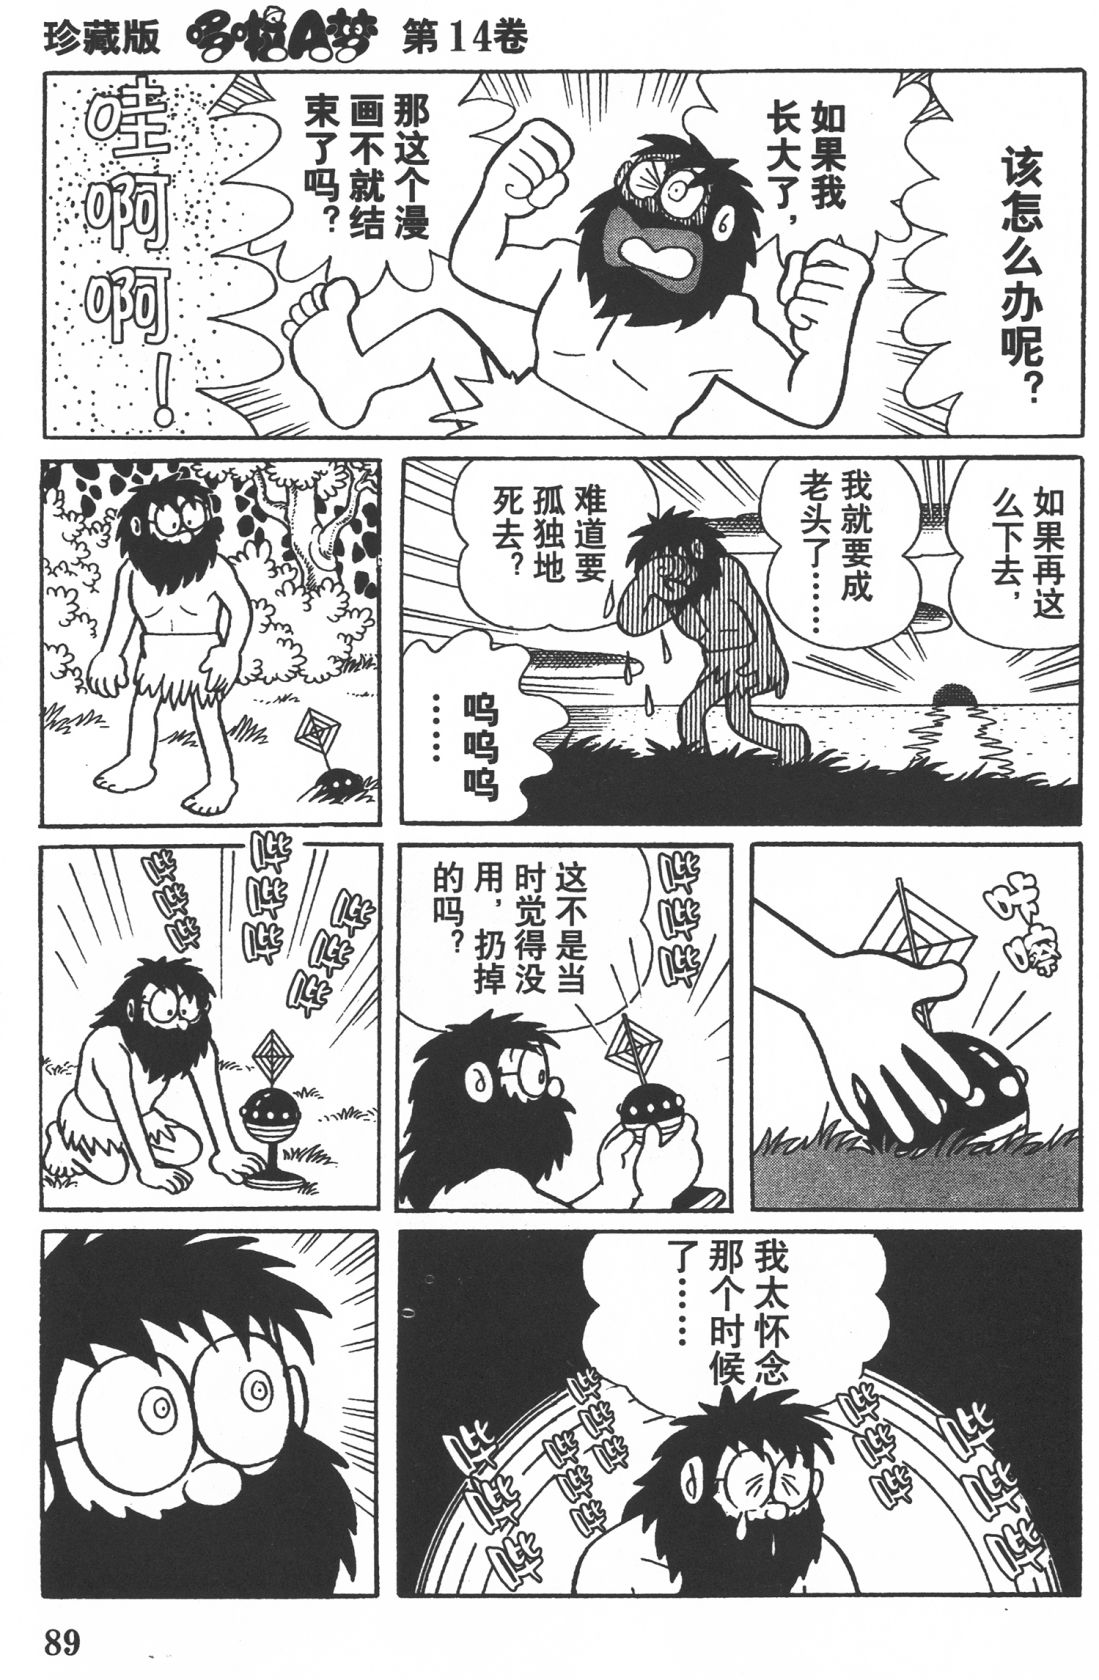 珍藏版 哆啦A梦 第14卷
该怎么办呢？
如果我
长大了，
那这个漫
画不就结
束了吗？
哇啊啊！
如果再这
么下去，
我就要成
老头了……
难道要
孤独地
死去？
呜呜呜
……
咔嚓
这不是当
时觉得没
用，扔掉
的吗？
我太怀念
那个时候
了……
89